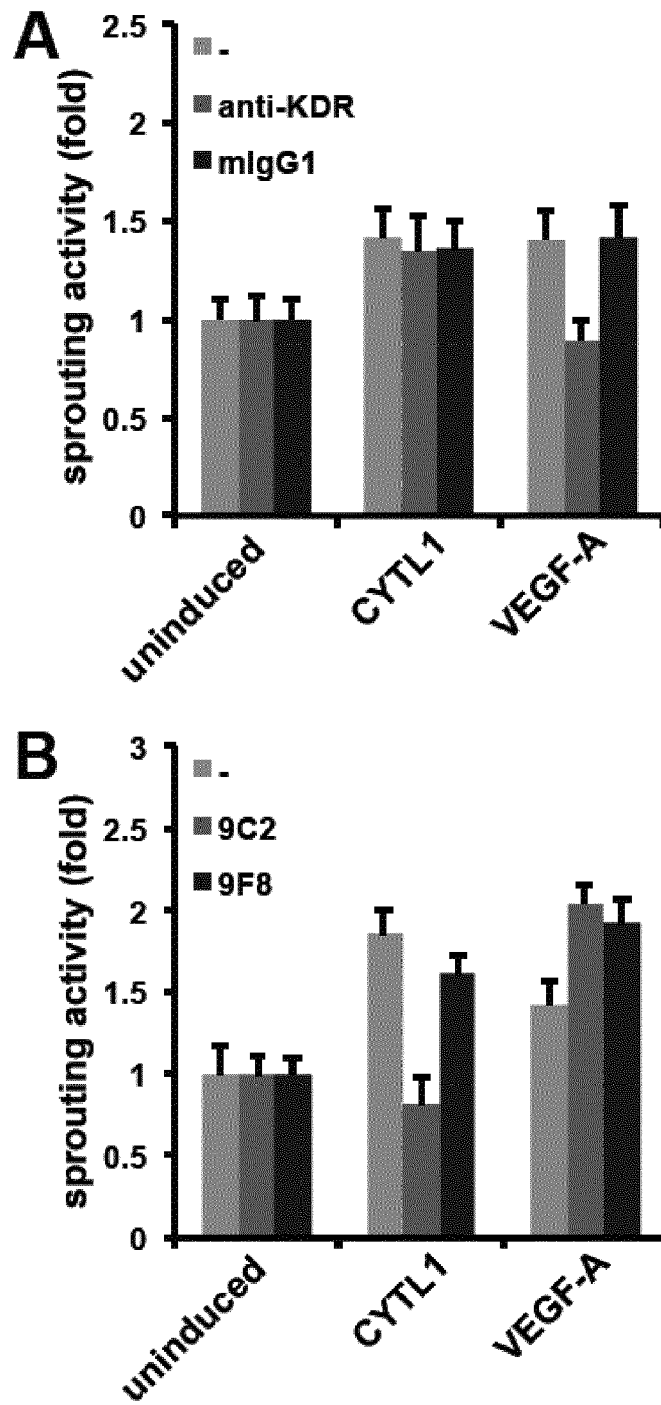 A
2.5
2
1.5
1
0.5
0
sprouting activity (fold)
-
anti-KDR
mIgG1
uninduced
CYTL1
VEGF-A
B
3
2.5
2
1.5
1
0.5
0
sprouting activity (fold)
-
9C2
9F8
uninduced
CYTL1
VEGF-A